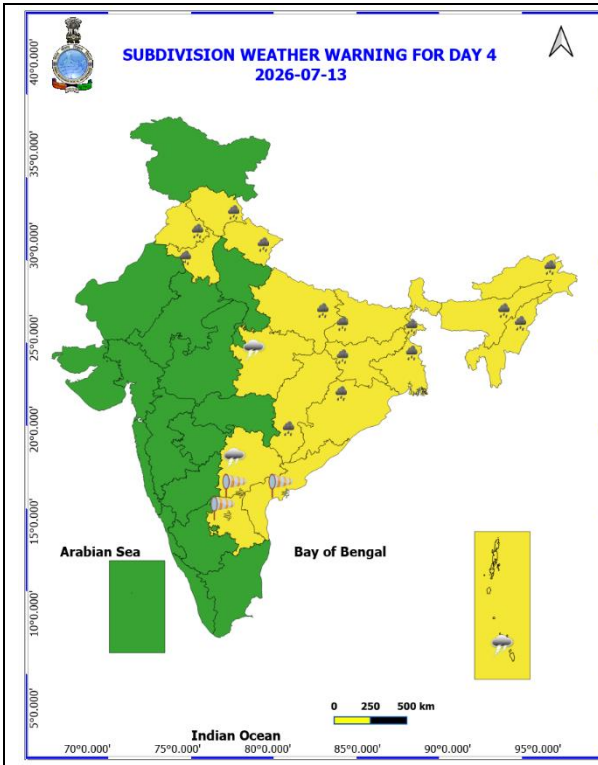 SUBDIVISION WEATHER WARNING FOR DAY 4
2026-07-13
40°0.000'
35°0.000'
30°0.000'
25°0.000'
20°0.000'
15°0.000'
10°0.000'
5°0.000'
Arabian Sea
Bay of Bengal
0 250 500 km
Indian Ocean
70°0.000' 75°0.000' 80°0.000' 85°0.000' 90°0.000' 95°0.000'